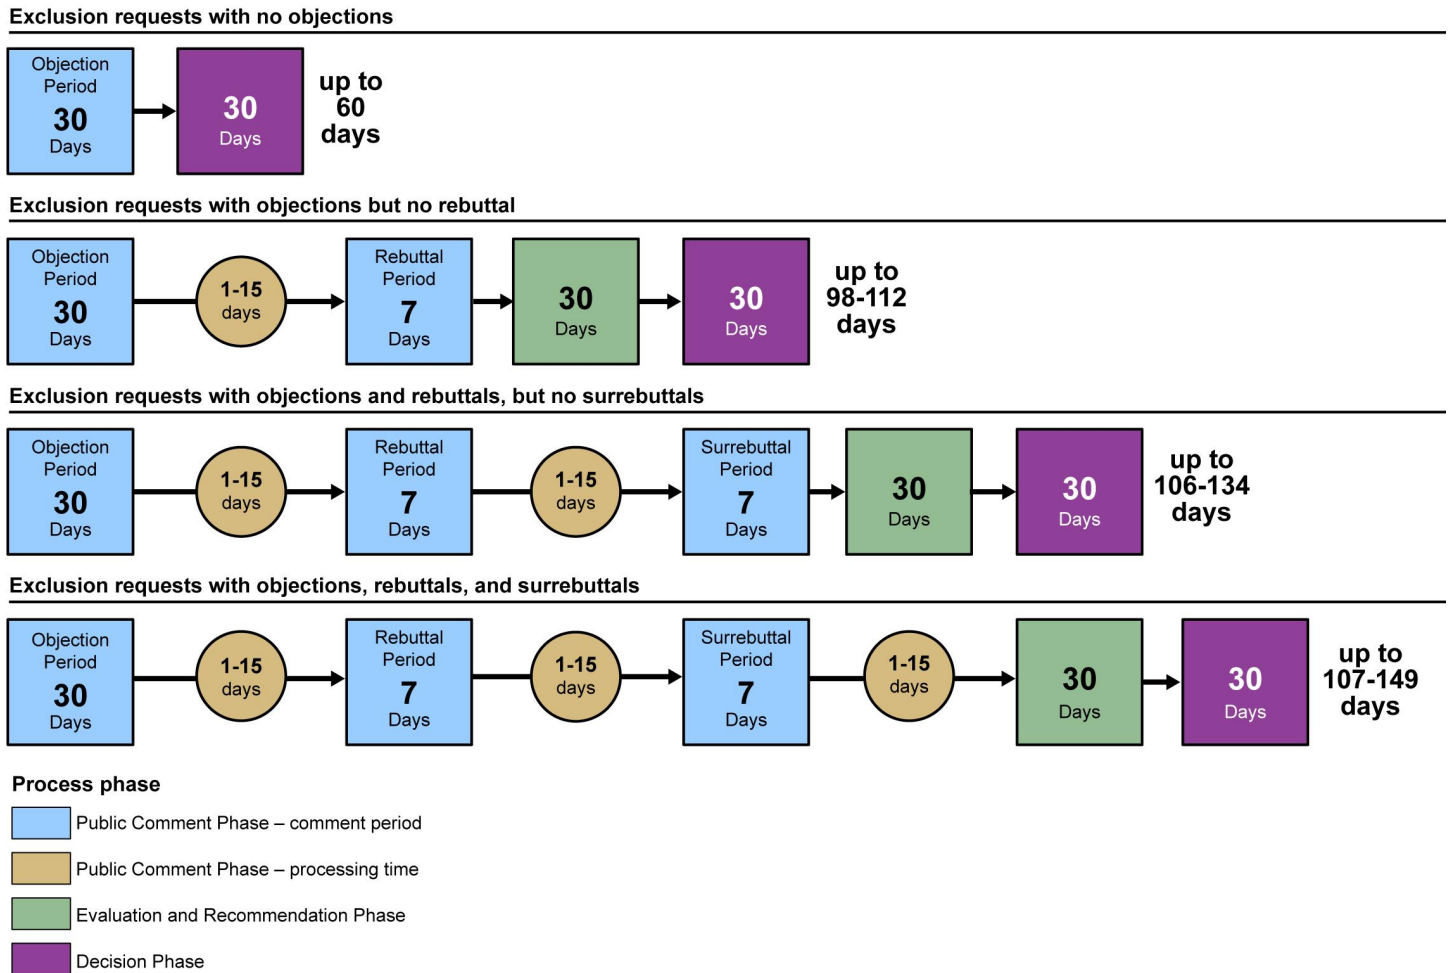 Exclusion requests with no objections
Objection
Period
30
Days
30
Days
up to
60
days
Exclusion requests with objections but no rebuttal
Objection
Period
30
Days
1-15
days
Rebuttal
Period
7
Days
30
Days
30
Days
up to
98-112
days
Exclusion requests with objections and rebuttals, but no surrebuttals
Objection
Period
30
Days
1-15
days
Rebuttal
Period
7
Days
1-15
days
Surrebuttal
Period
7
Days
30
Days
30
Days
up to
106-134
days
Exclusion requests with objections, rebuttals, and surrebuttals
Objection
Period
30
Days
1-15
days
Rebuttal
Period
7
Days
1-15
days
Surrebuttal
Period
7
Days
1-15
days
30
Days
30
Days
up to
107-149
days
Process phase
Public Comment Phase – comment period
Public Comment Phase – processing time
Evaluation and Recommendation Phase
Decision Phase